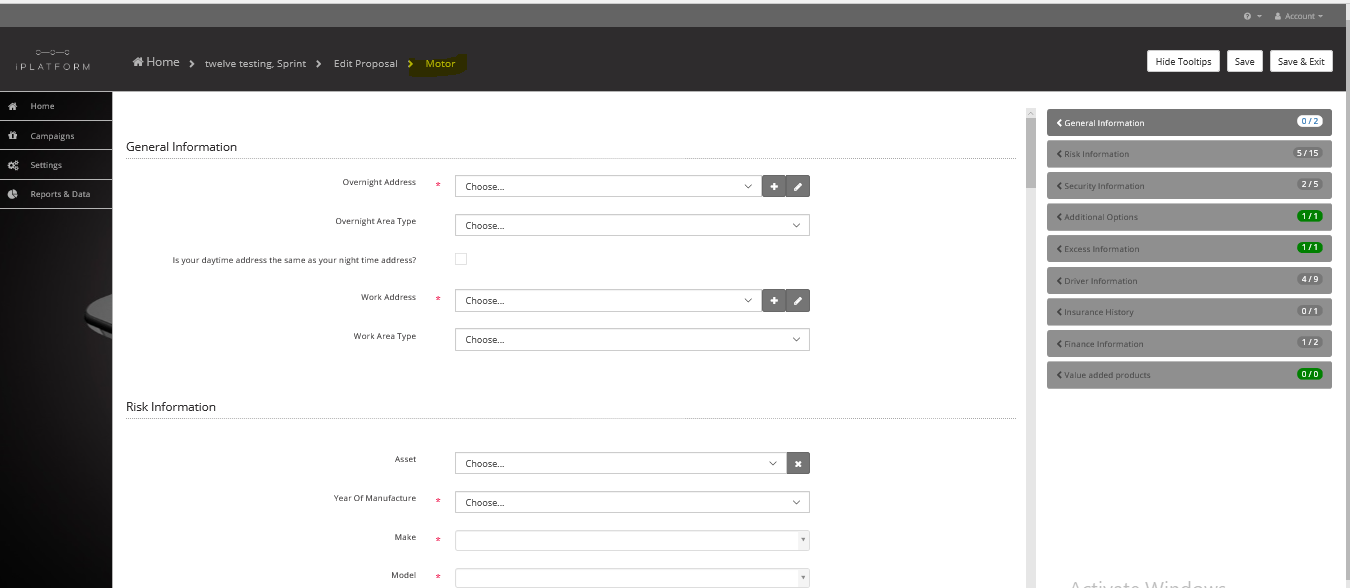 Account
iPLATFORM
Home
twelve testing, Sprint
Edit Proposal
Motor
Hide Tooltips
Save
Save & Exit
Home
Campaigns
Settings
Reports & Data
General Information
Overnight Address * Choose...
Overnight Area Type Choose...
Is your daytime address the same as your night time address?
Work Address * Choose...
Work Area Type Choose...
Risk Information
Asset Choose...
Year Of Manufacture * Choose...
Make *
Model *
General Information 0 / 2
Risk Information 5 / 15
Security Information 2 / 5
Additional Options 1 / 1
Excess Information 1 / 1
Driver Information 4 / 9
Insurance History 0 / 1
Finance Information 1 / 2
Value added products 0 / 0
Activate Windows